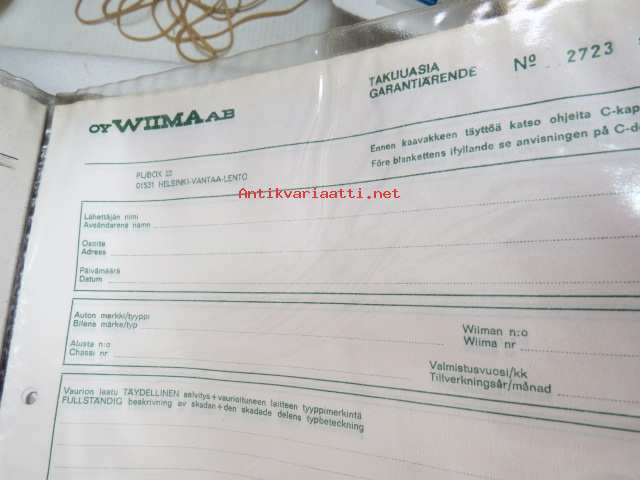 OY WIIMA AB
TAKUUASIA
GARANTIÄRENDE
Nº 2723
Ennen kaavakkeen täyttöä katso ohjeita C-kap
Före blankettens ifyllande se anvisningen på C-de
PL/BOX 22
01531 HELSINKI-VANTAA-LENTO
Antikvariaatti.net
Lähettäjän nimi
Avsändarens namn
Osoite
Adress
Päivämäärä
Datum
Auton merkki/tyyppi
Bilens märke/typ
Wiiman n:o
Wiima nr
Alusta n:o
Chassi nr
Valmistusvuosi/kk
Tillverkningsår/månad
Vaurion laatu TÄYDELLINEN selvitys+vaurioituneen laitteen tyyppimerkintä
FULLSTÄNDIG beskrivning av skadan+den skadade delens typbeteckning